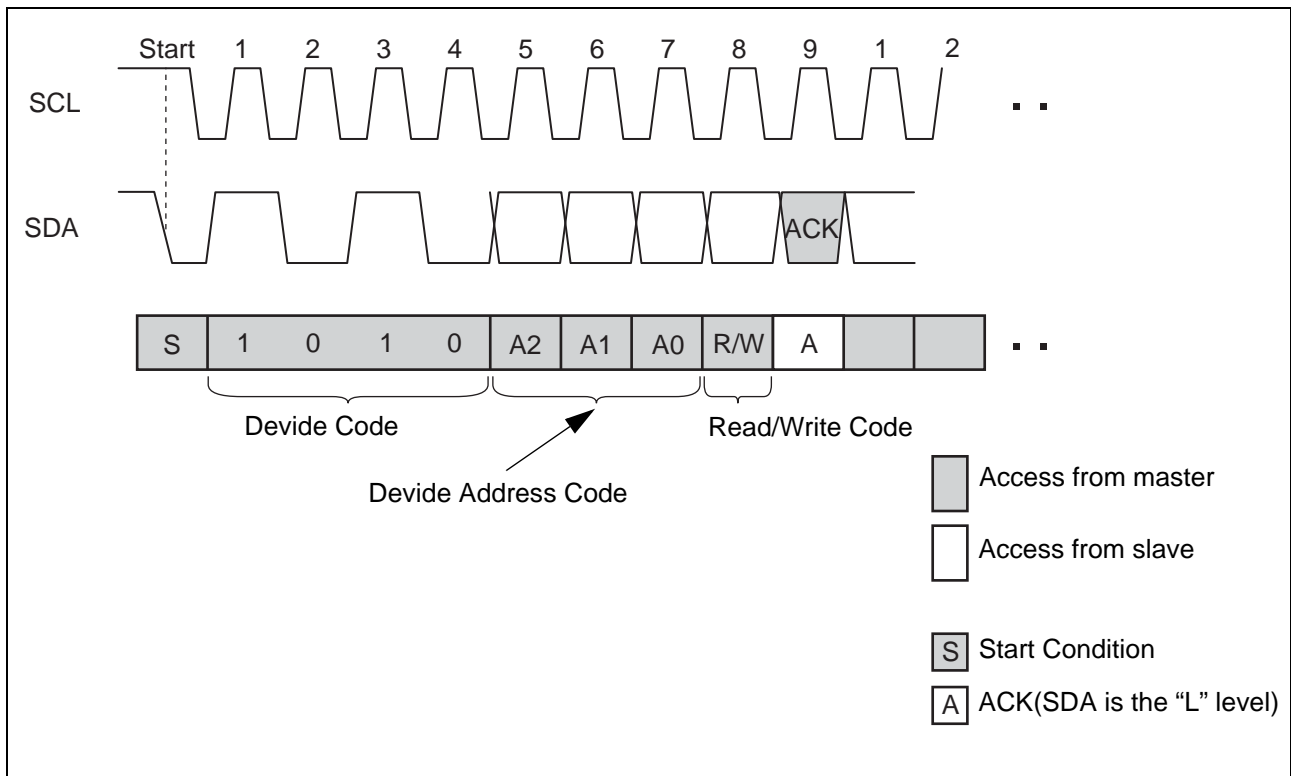 Start 1 2 3 4 5 6 7 8 9 1 2
SCL
SDA
ACK
S 1 0 1 0 A2 A1 A0 R/W A
Devide Code
Read/Write Code
Devide Address Code
Access from master
Access from slave
S Start Condition
A ACK(SDA is the “L” level)